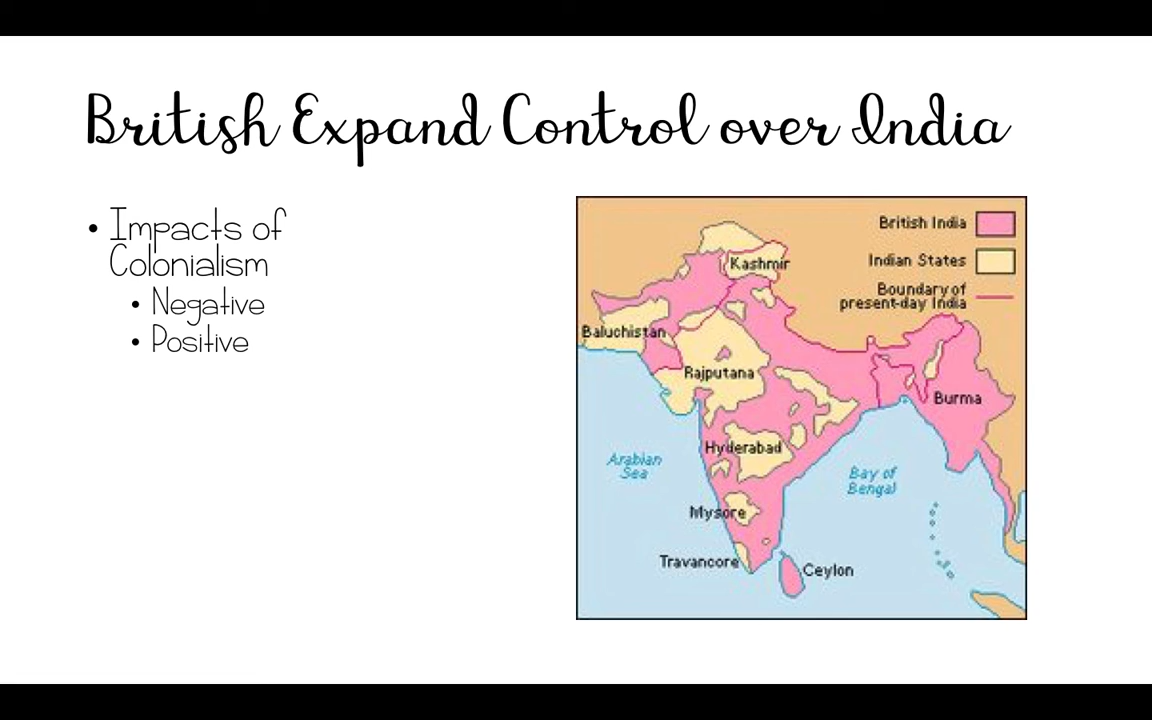 British Expand Control over India
• Impacts of
Colonialism
• Negative
• Positive
British India
Indian States
Boundary of
present-day India
Kashmir
Baluchistan
Rajputana
Burma
Hyderabad
Arabian
Sea
Bay of
Bengal
Mysore
Travancore
Ceylon